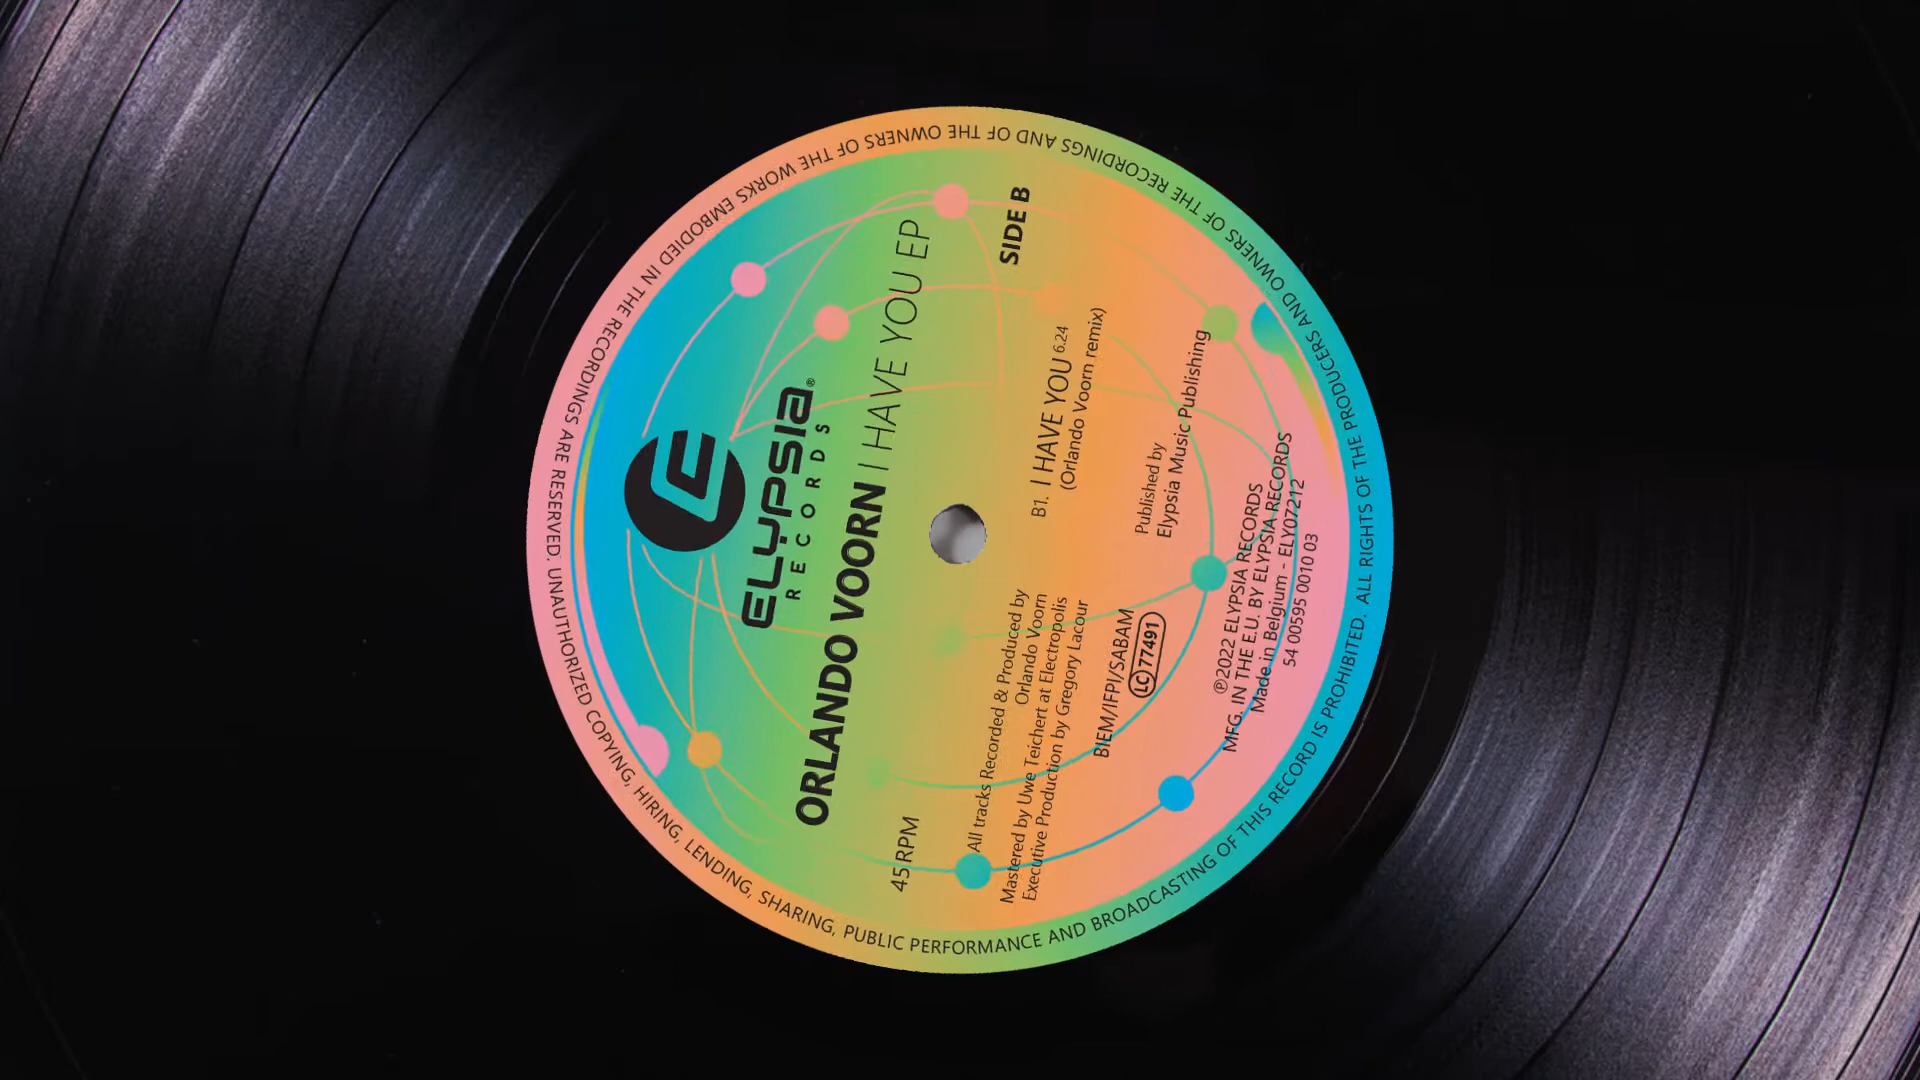 ELYPSIA®
RECORDS
ORLANDO VOORN I HAVE YOU EP
45 RPM
SIDE B
B1. I HAVE YOU 6.24
(Orlando Voorn remix)
All tracks Recorded & Produced by
Orlando Voorn
Mastered by Uwe Teichert at Electropolis
Executive Production by Gregory Lacour
Published by
Elypsia Music Publishing
BIEM/IFPI/SABAM
LC 77491
℗2022 ELYPSIA RECORDS
MFG. IN THE E.U. BY ELYPSIA RECORDS
Made in Belgium - ELY07212
54 00595 0010 03
ALL RIGHTS OF THE PRODUCERS AND OWNERS OF THE RECORDINGS AND OF THE OWNERS OF THE WORKS EMBODIED IN THE RECORDINGS ARE RESERVED. UNAUTHORIZED COPYING, HIRING, LENDING, SHARING, PUBLIC PERFORMANCE AND BROADCASTING OF THIS RECORD IS PROHIBITED.